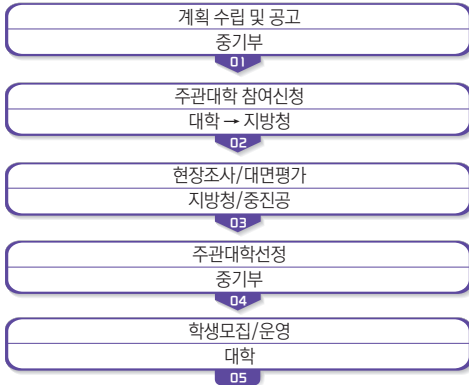 계획 수립 및 공고
중기부
01
주관대학 참여신청
대학 → 지방청
02
현장조사/대면평가
지방청/중진공
03
주관대학선정
중기부
04
학생모집/운영
대학
05